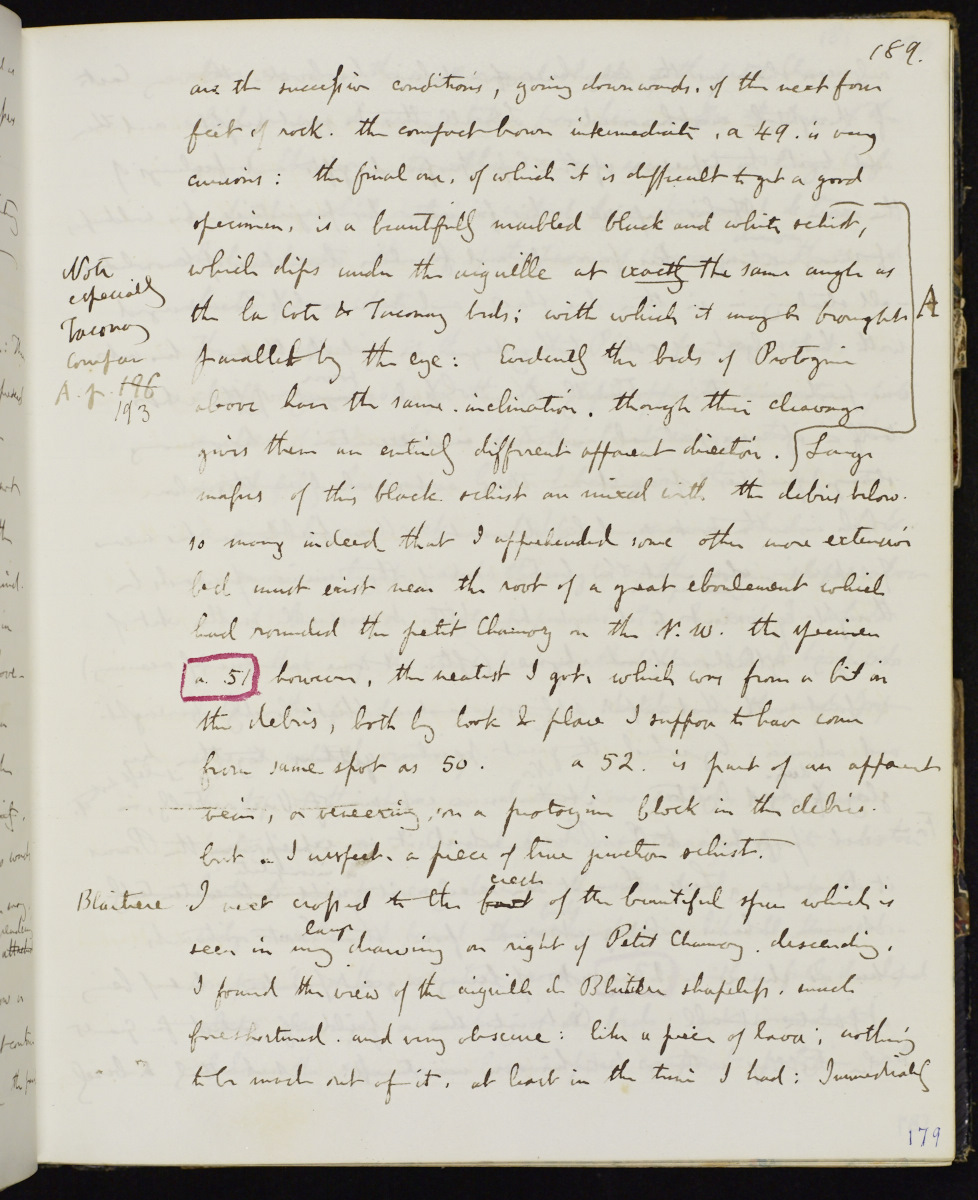 189.
are the successive conditions, going downwards, of the next four
feet of rock. the compact brown intermediate, a 49. is very
curious: the final one, of which it is difficult to get a good
specimen, is a beautifully marbled black and white schist,
which dips under the aiguille at exactly the same angle as
the la Cote & Taconay beds; with which it may be brought
parallel by the eye: Evidently the beds of Protogine
above have the same inclination, though their cleavage
gives them an entirely different apparent direction. Large
masses of this black schist are mixed with the debris below.
so many indeed that I apprehended some other more extensive
bed must exist near the root of a great eboulement which
had rounded the petit Charmoz on the N.W. the specimen
a. 51 however, the neatest I got, which was from a bit in
the debris, both by look & place I suppose to have come
from same spot as 50. a 52. is part of an apparent
vein, or veneering, on a protogine block in the debris.
but as I suspect, a piece of true junction schist.
Note
especially
Taconay
compare
A. p. 196
193
A
Blaitiere I next crossed to the foot crest of the beautiful spur which is
seen in my large drawing on right of Petit Charmoz, descending.
I found the view of the aiguille de Blaitiere shapeless, much
foreshortened. and very obscure: like a piece of lava; nothing
to be made out of it, at least in the time I had: Immediately
179